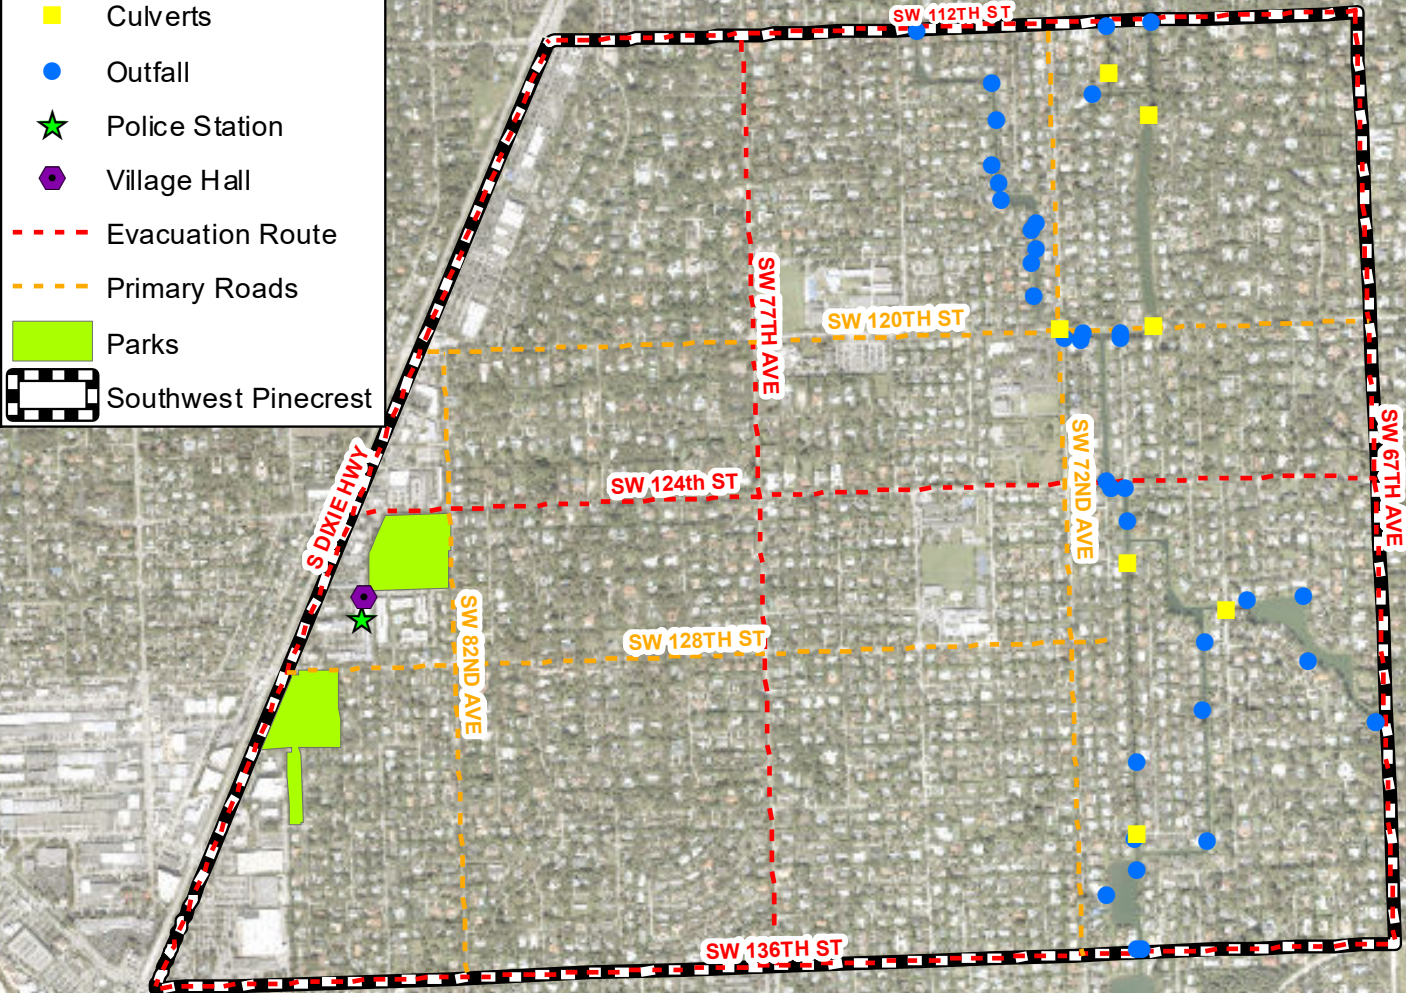 Culverts
Outfall
Police Station
Village Hall
Evacuation Route
Primary Roads
Parks
Southwest Pinecrest
SW 112TH ST
SW 77TH AVE
SW 120TH ST
SW 72ND AVE
SW 67TH AVE
S DIXIE HWY
SW 124th ST
SW 82ND AVE
SW 128TH ST
SW 136TH ST